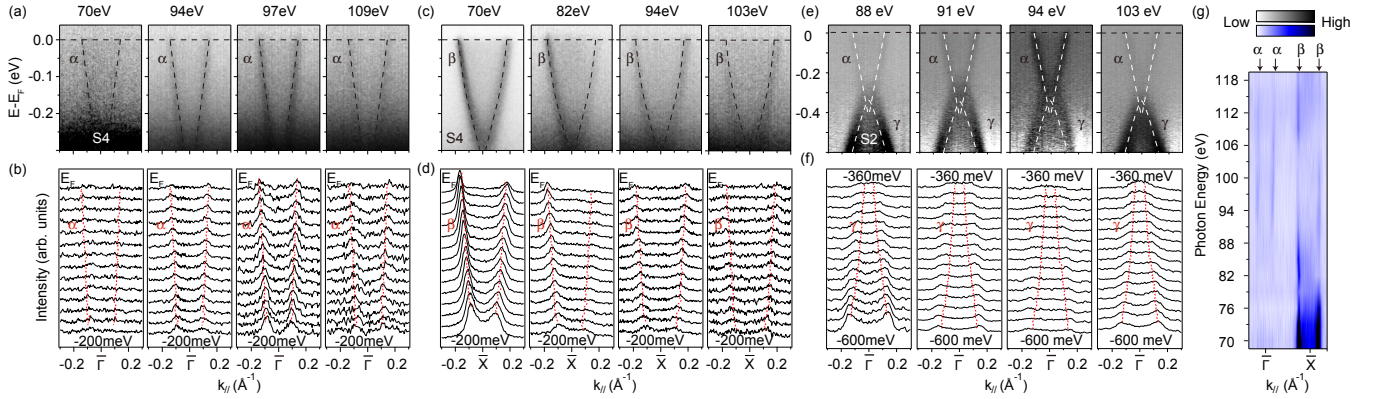 (a) 70eV 94eV 97eV 109eV
(c) 70eV 82eV 94eV 103eV
(e) 88 eV 91 eV 94 eV 103 eV
(g) Low High
α α β β
E-E_F (eV)
0.0
-0.1
-0.2
α α α α
S4
β β β β
S4
0
-0.2
-0.4
-0.6
α α α α
γ γ γ
S2
(b)
Intensity (arb. units)
E_F E_F E_F E_F
α α α α
-200meV -200meV -200meV -200meV
-0.2 Γ̅ 0.2 -0.2 Γ̅ 0.2 -0.2 Γ̅ 0.2 -0.2 Γ̅ 0.2
k_// (Å⁻¹)
(d)
E_F E_F E_F E_F
β β β β
-200meV -200meV -200meV -200meV
-0.2 X̅ 0.2 -0.2 X̅ 0.2 -0.2 X̅ 0.2 -0.2 X̅ 0.2
k_// (Å⁻¹)
(f)
-360meV -360meV -360 meV -360 meV
γ γ γ γ
-600meV -600 meV -600 meV -600 meV
-0.2 Γ̅ 0.2 -0.2 Γ̅ 0.2 -0.2 Γ̅ 0.2 -0.2 Γ̅ 0.2
k_// (Å⁻¹)
Photon Energy (eV)
118
112
106
100
94
88
82
76
70
Γ̅ X̅
k_// (Å⁻¹)